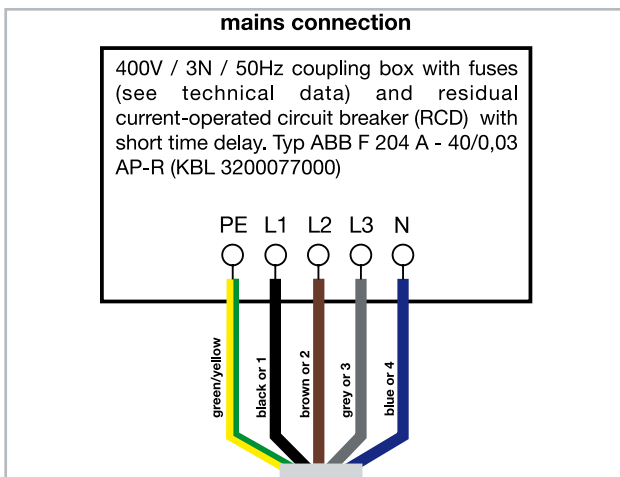 mains connection
400V / 3N / 50Hz coupling box with fuses
(see technical data) and residual
current-operated circuit breaker (RCD) with
short time delay. Typ ABB F 204 A - 40/0,03
AP-R (KBL 3200077000)
PE L1 L2 L3 N
green/yellow
black or 1
brown or 2
grey or 3
blue or 4